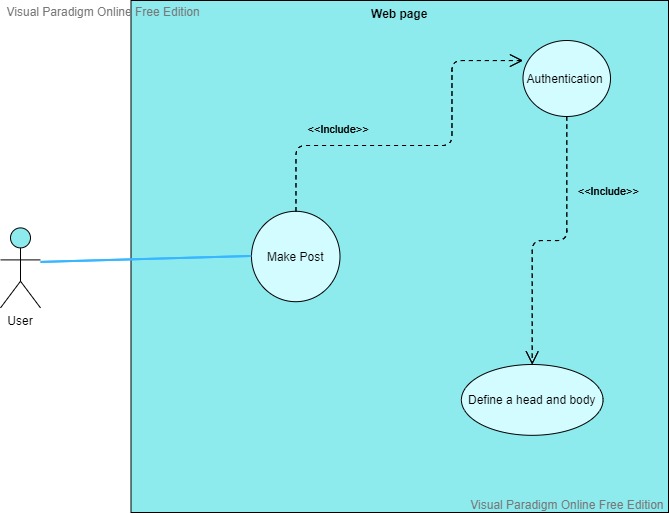 Visual Paradigm Online Free Edition
Web page
Authentication
<<Include>>
<<Include>>
Make Post
User
Define a head and body
Visual Paradigm Online Free Edition